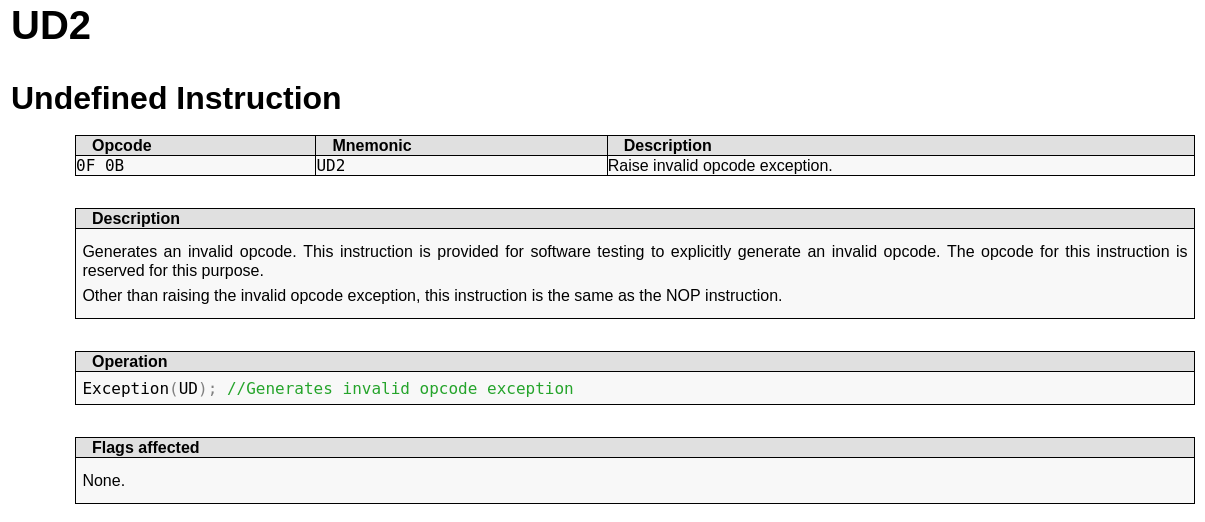 UD2
Undefined Instruction
Opcode Mnemonic Description
0F 0B UD2 Raise invalid opcode exception.
Description
Generates an invalid opcode. This instruction is provided for software testing to explicitly generate an invalid opcode. The opcode for this instruction is
reserved for this purpose.
Other than raising the invalid opcode exception, this instruction is the same as the NOP instruction.
Operation
Exception(UD); //Generates invalid opcode exception
Flags affected
None.